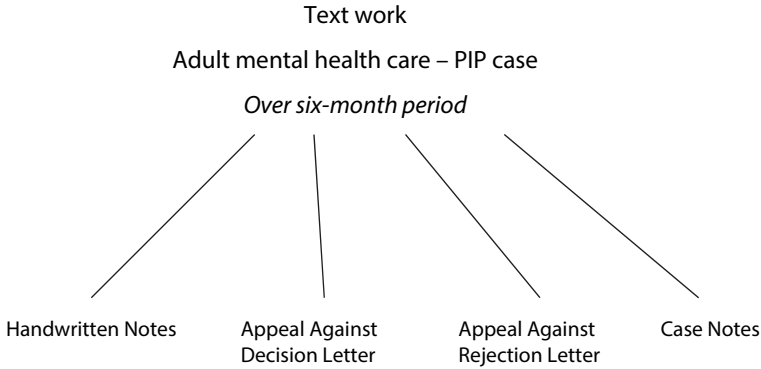 Text work
Adult mental health care – PIP case
Over six-month period
Handwritten Notes
Appeal Against
Decision Letter
Appeal Against
Rejection Letter
Case Notes